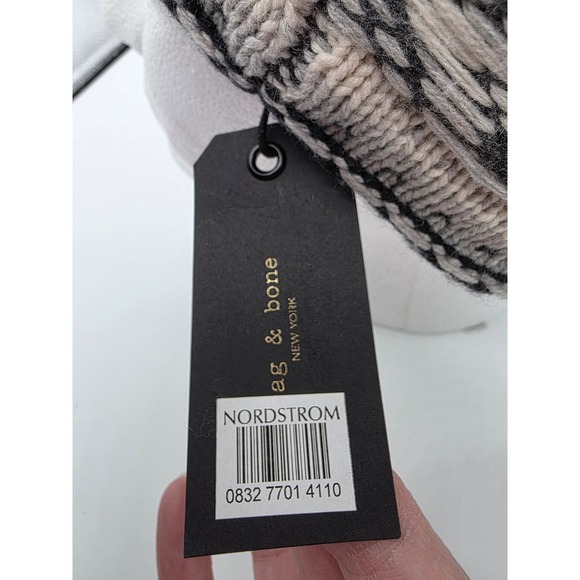 ag & bone
NEW YORK
NORDSTROM
0832 7701 4110